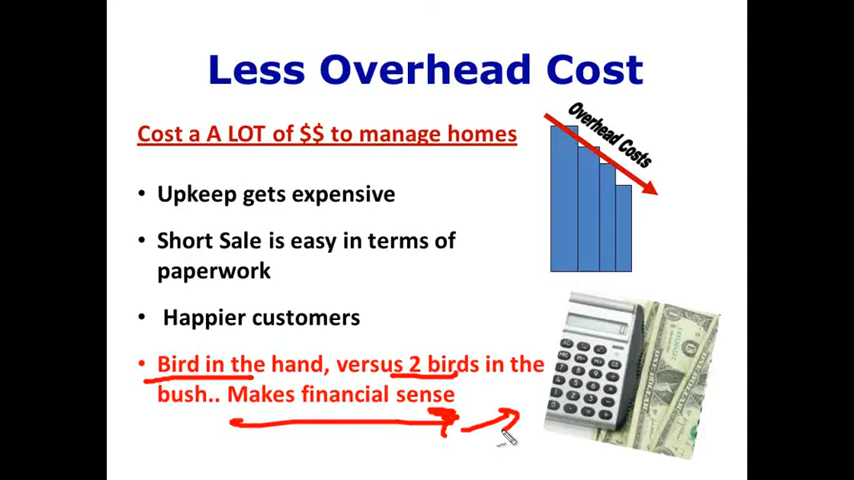 Less Overhead Cost
Cost a A LOT of $$ to manage homes
Overhead Costs
• Upkeep gets expensive
• Short Sale is easy in terms of
paperwork
• Happier customers
• Bird in the hand, versus 2 birds in the
bush.. Makes financial sense